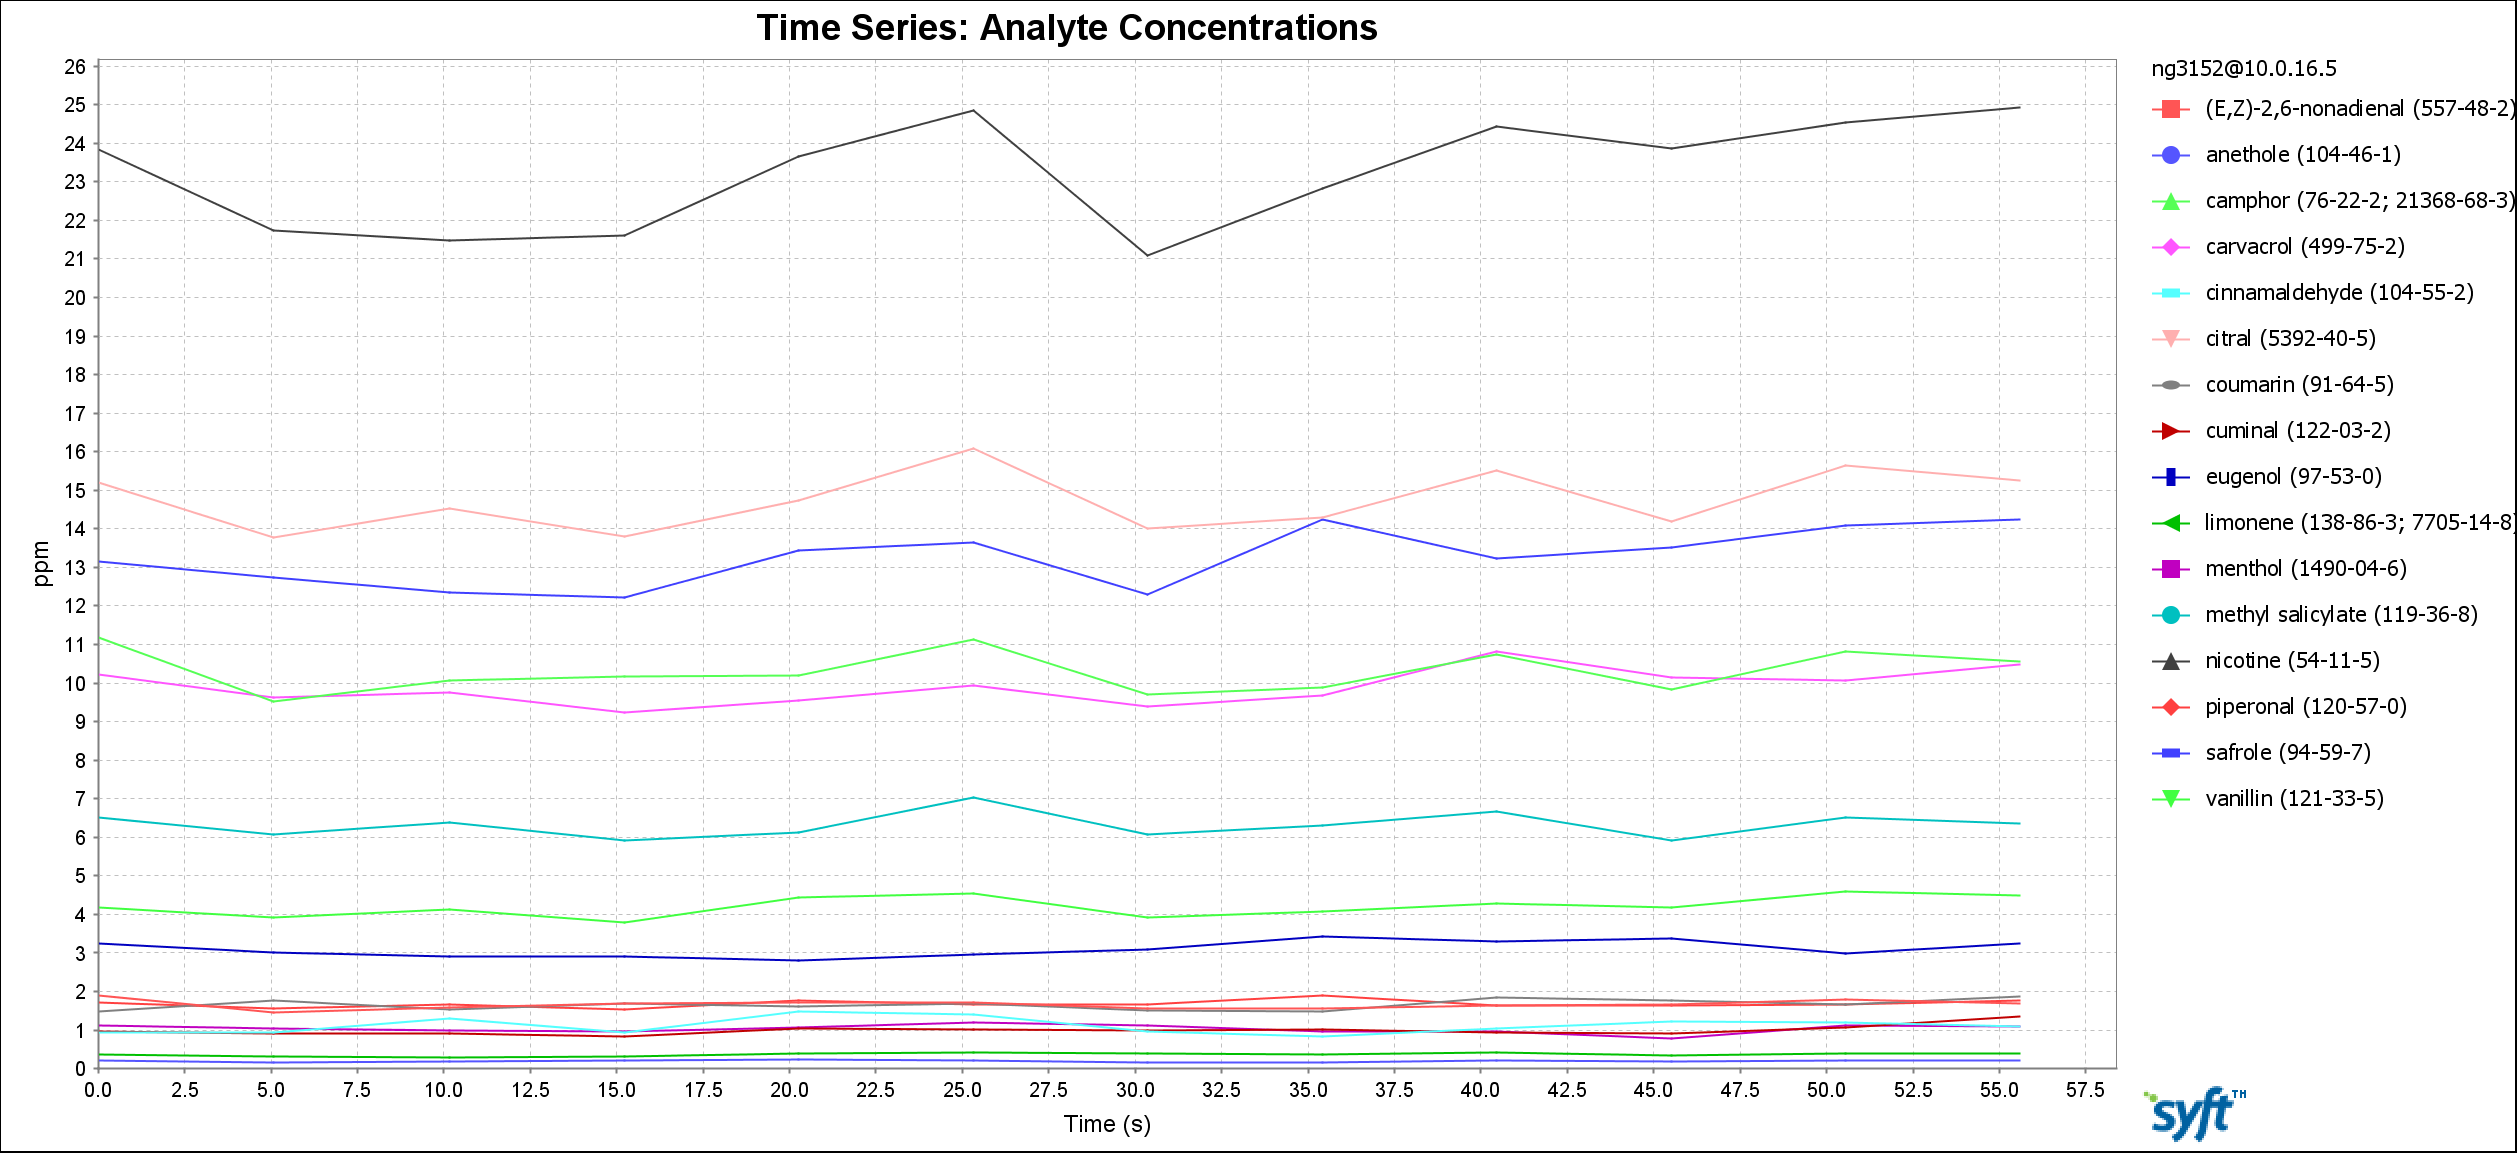 Time Series: Analyte Concentrations
26
25
24
23
22
21
20
19
18
17
16
15
14
13
12
11
10
9
8
7
6
5
4
3
2
1
0
ppm
0.0 2.5 5.0 7.5 10.0 12.5 15.0 17.5 20.0 22.5 25.0 27.5 30.0 32.5 35.0 37.5 40.0 42.5 45.0 47.5 50.0 52.5 55.0 57.5
Time (s)
ng3152@10.0.16.5
(E,Z)-2,6-nonadienal (557-48-2)
anethole (104-46-1)
camphor (76-22-2; 21368-68-3)
carvacrol (499-75-2)
cinnamaldehyde (104-55-2)
citral (5392-40-5)
coumarin (91-64-5)
cuminal (122-03-2)
eugenol (97-53-0)
limonene (138-86-3; 7705-14-8)
menthol (1490-04-6)
methyl salicylate (119-36-8)
nicotine (54-11-5)
piperonal (120-57-0)
safrole (94-59-7)
vanillin (121-33-5)
syft™